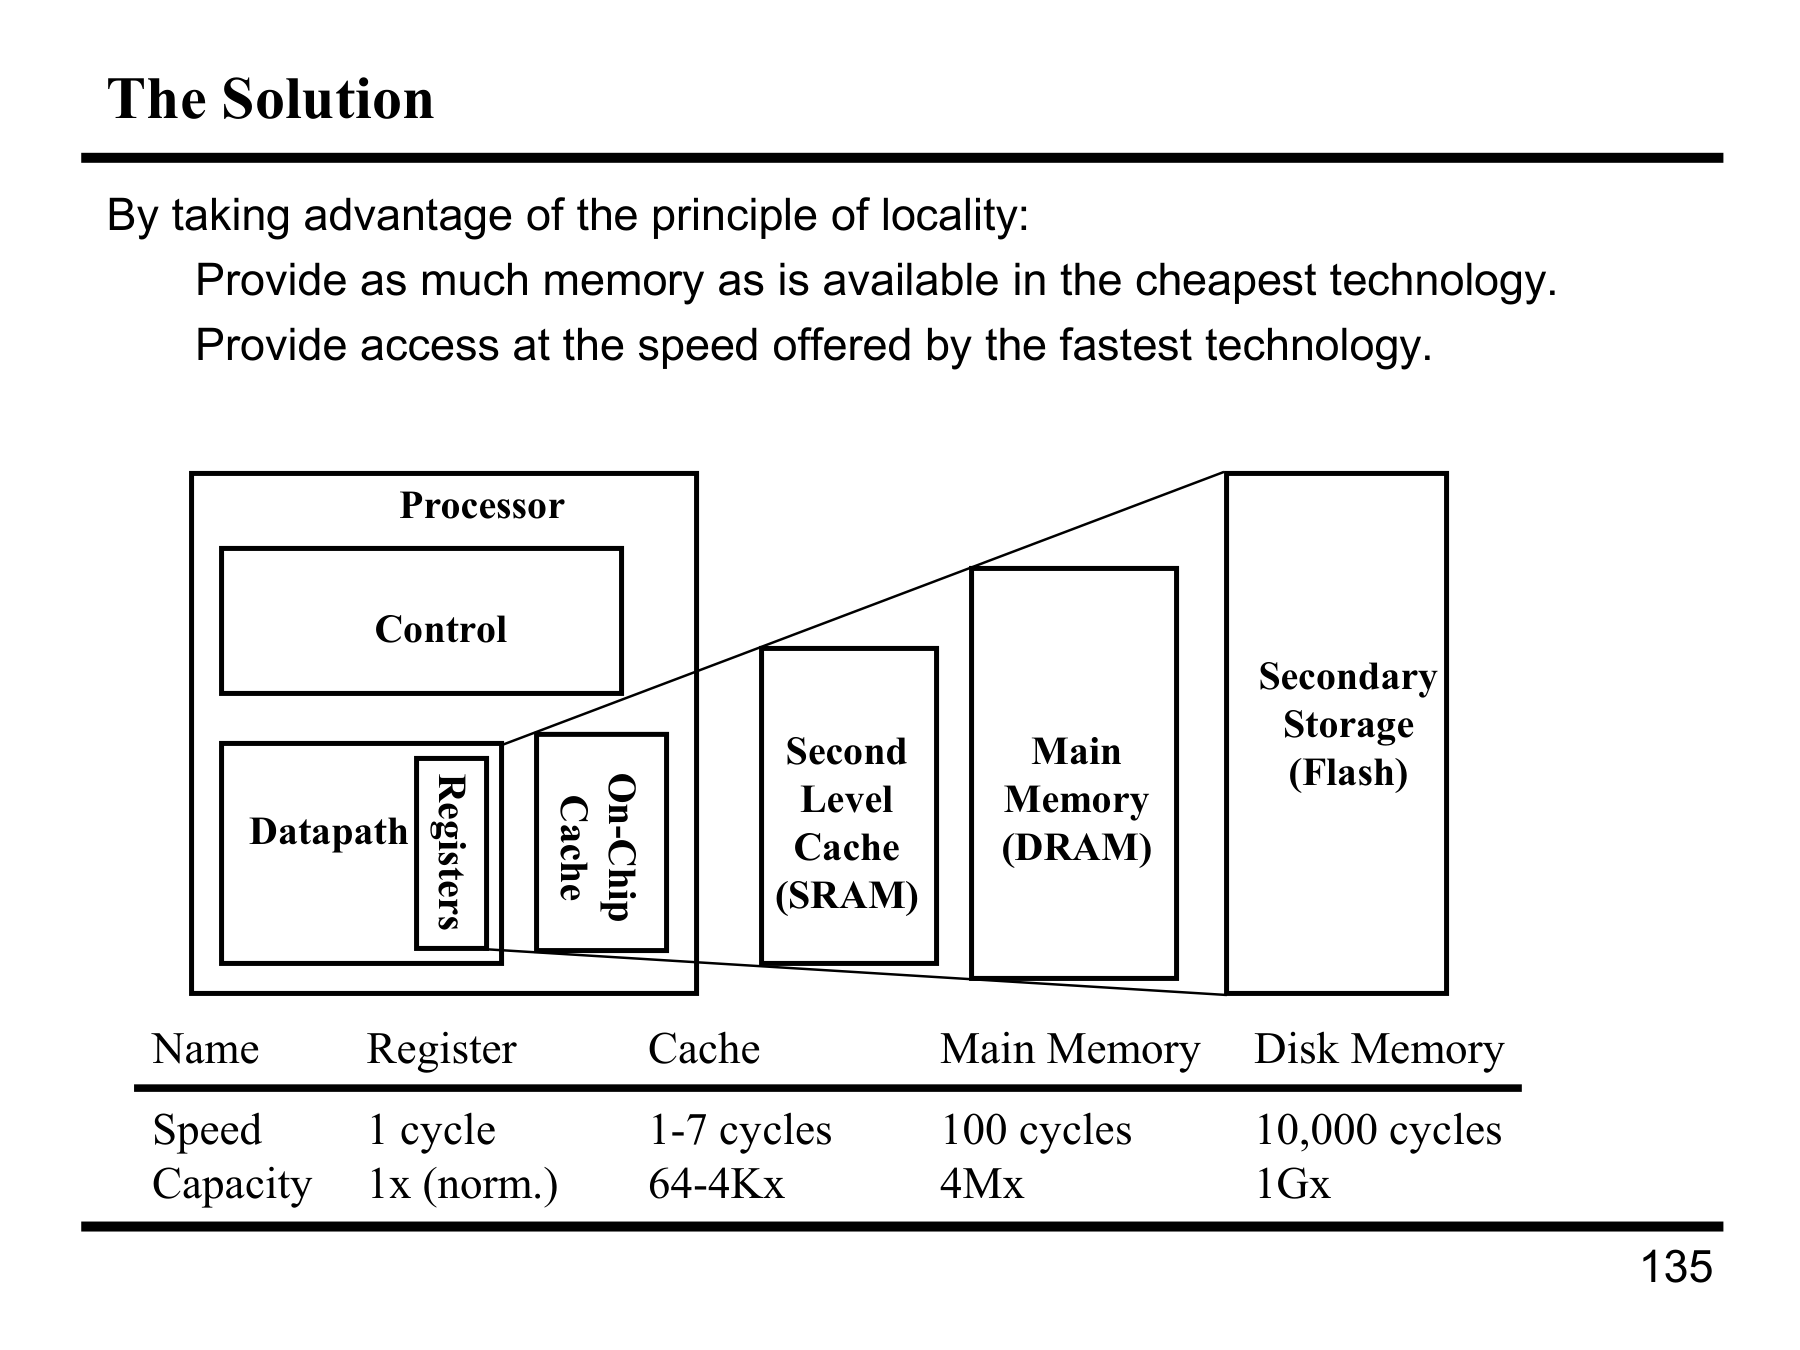 The Solution
By taking advantage of the principle of locality:
Provide as much memory as is available in the cheapest technology.
Provide access at the speed offered by the fastest technology.
Processor
Control
Datapath
Registers
On-Chip
Cache
Second
Level
Cache
(SRAM)
Main
Memory
(DRAM)
Secondary
Storage
(Flash)
Name Register Cache Main Memory Disk Memory
Speed 1 cycle 1-7 cycles 100 cycles 10,000 cycles
Capacity 1x (norm.) 64-4Kx 4Mx 1Gx
135